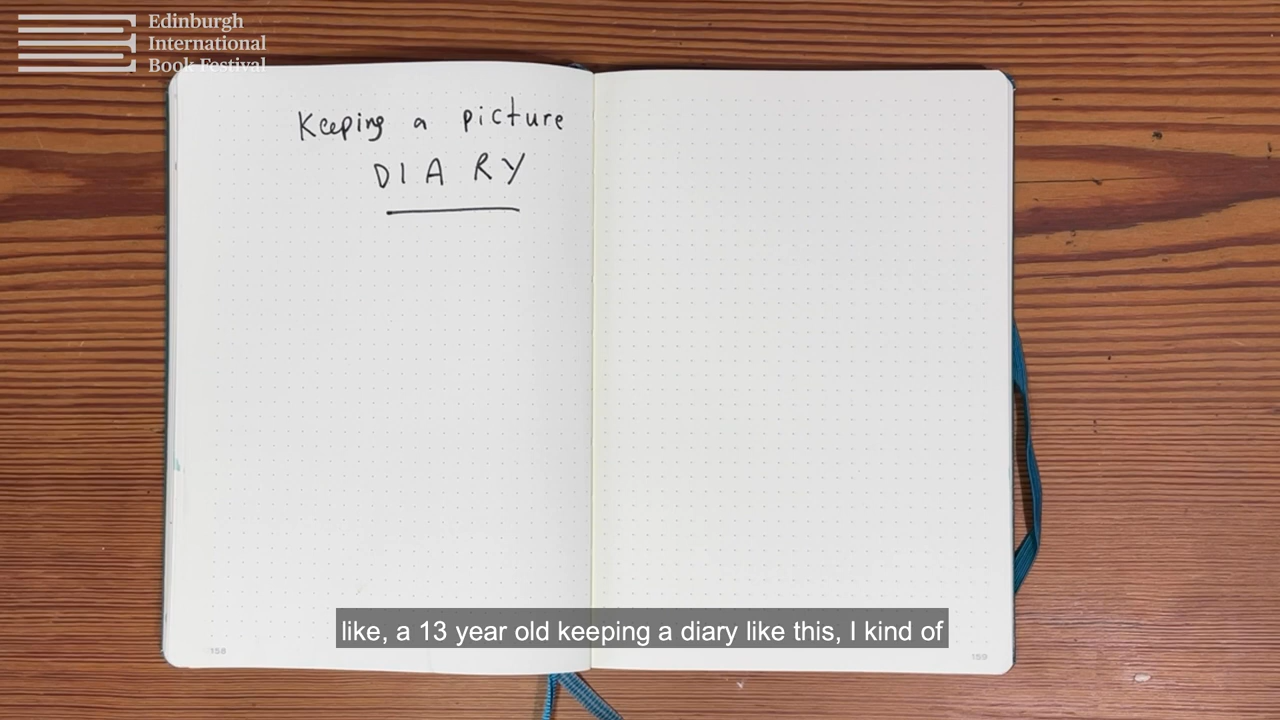 Edinburgh
International
Book Festival
Keeping a picture
DIARY
like, a 13 year old keeping a diary like this, I kind of
158
159